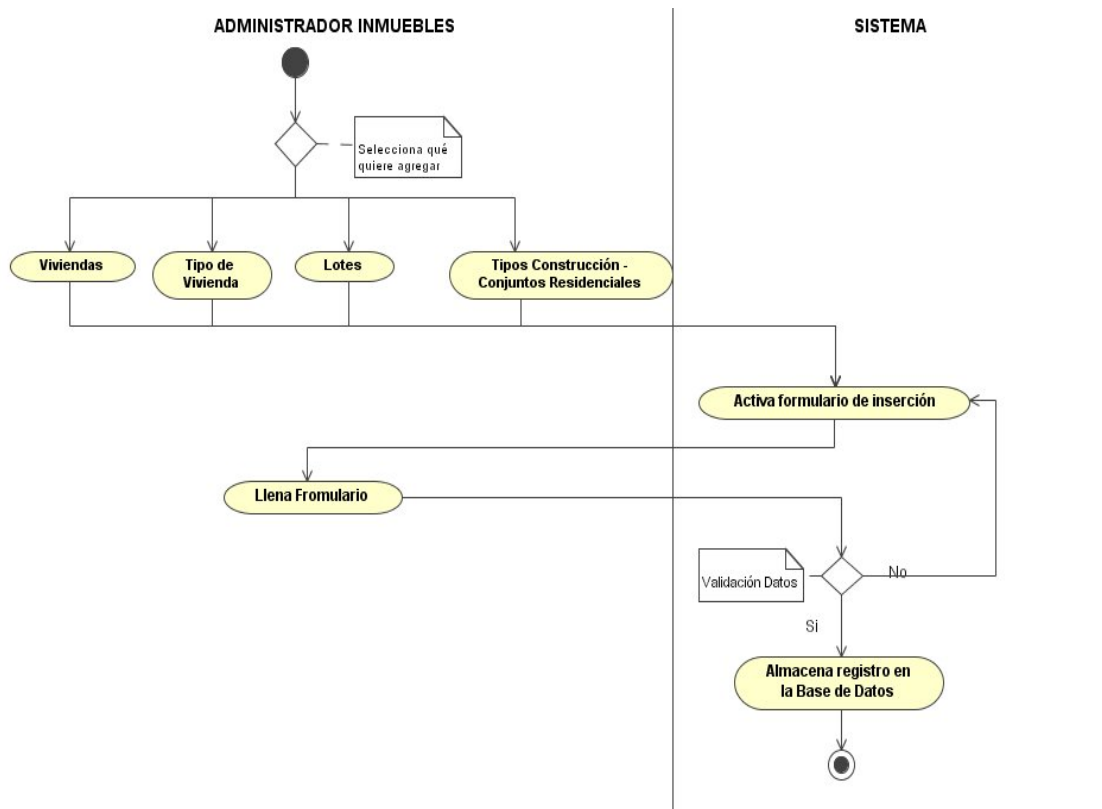 ADMINISTRADOR INMUEBLES
SISTEMA
Selecciona qué
quiere agregar
Viviendas
Tipo de
Vivienda
Lotes
Tipos Construcción -
Conjuntos Residenciales
Activa formulario de inserción
Llena Fromulario
Validación Datos
No
Si
Almacena registro en
la Base de Datos